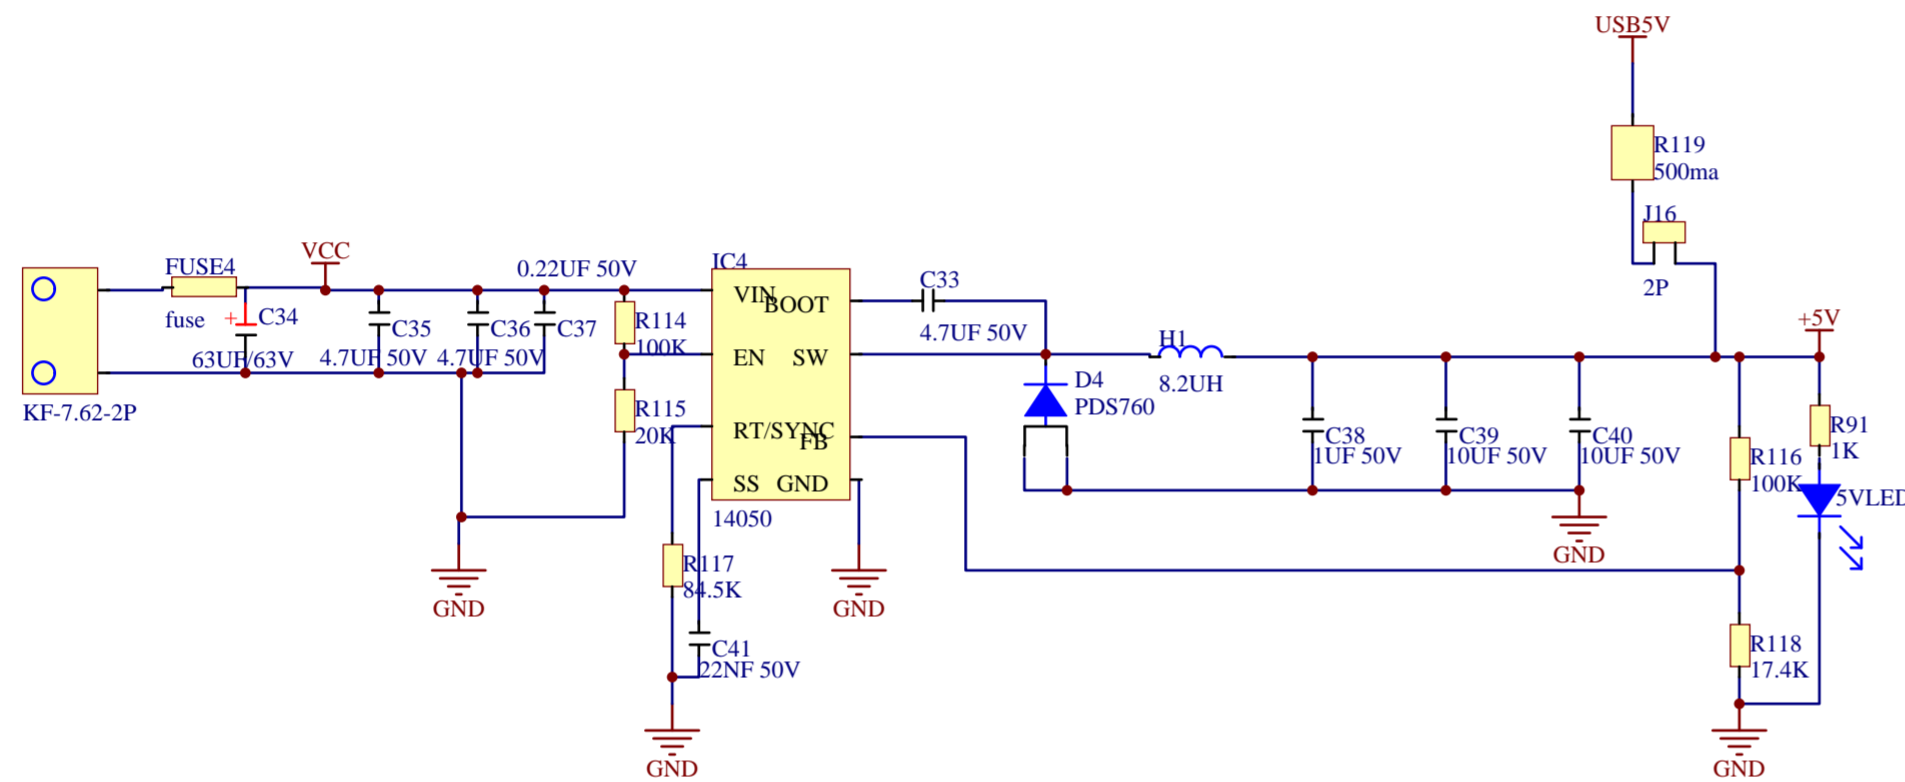 USB5V
R119
500ma
J16
2P
VCC
FUSE4
fuse
+
C34
63UF/63V
KF-7.62-2P
C35
4.7UF 50V
C36
4.7UF 50V
0.22UF 50V
C37
R114
100K
R115
20K
GND
IC4
VIN
BOOT
EN
SW
RT/SYNC
FB
SS
GND
14050
R117
84.5K
C41
22NF 50V
GND
GND
C33
4.7UF 50V
D4
PDS760
H1
8.2UH
C38
1UF 50V
C39
10UF 50V
C40
10UF 50V
GND
+5V
R91
1K
R116
100K
5VLED
R118
17.4K
GND